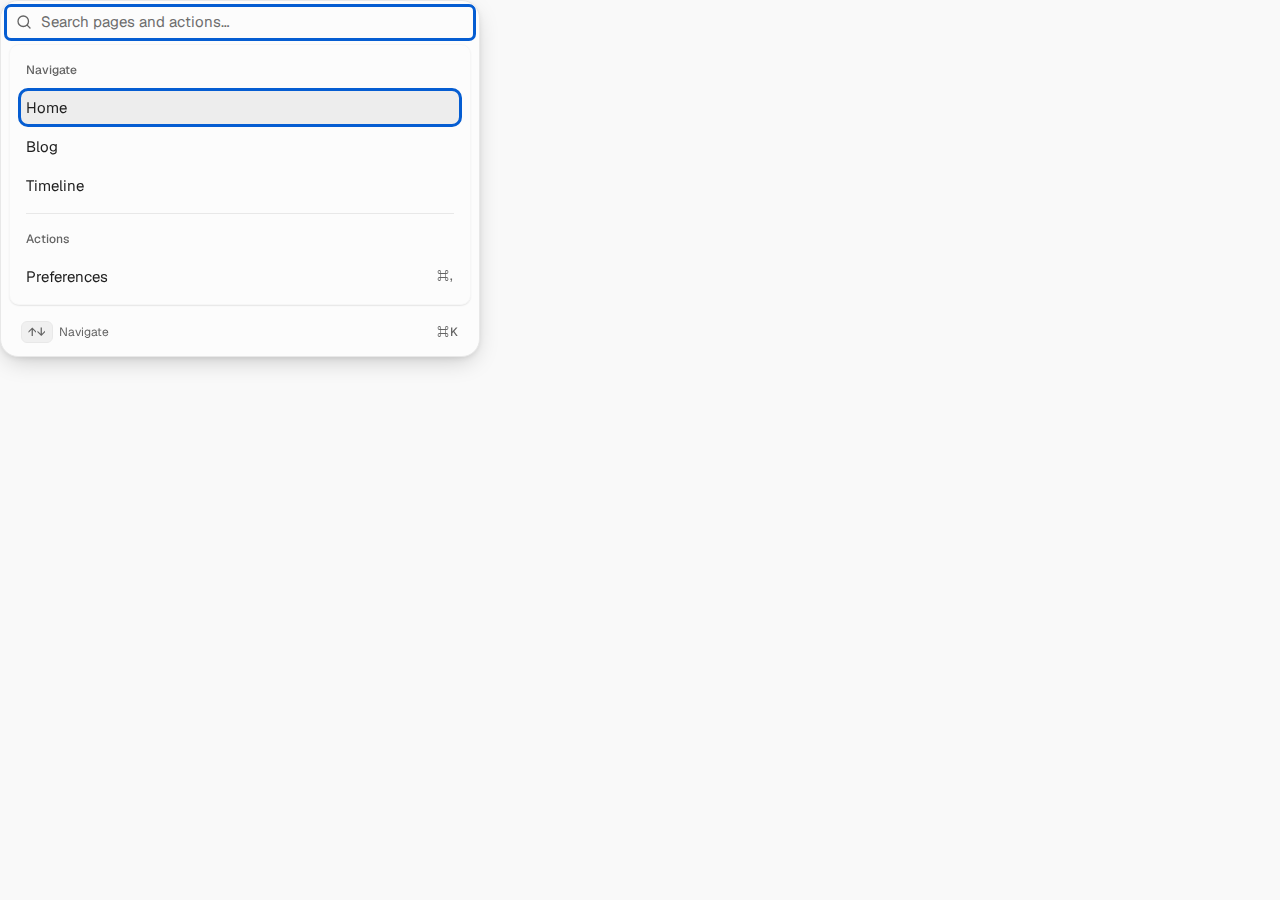 Search pages and actions…
Navigate
Home
Blog
Timeline
Actions
Preferences ⌘,
↑↓ Navigate ⌘K